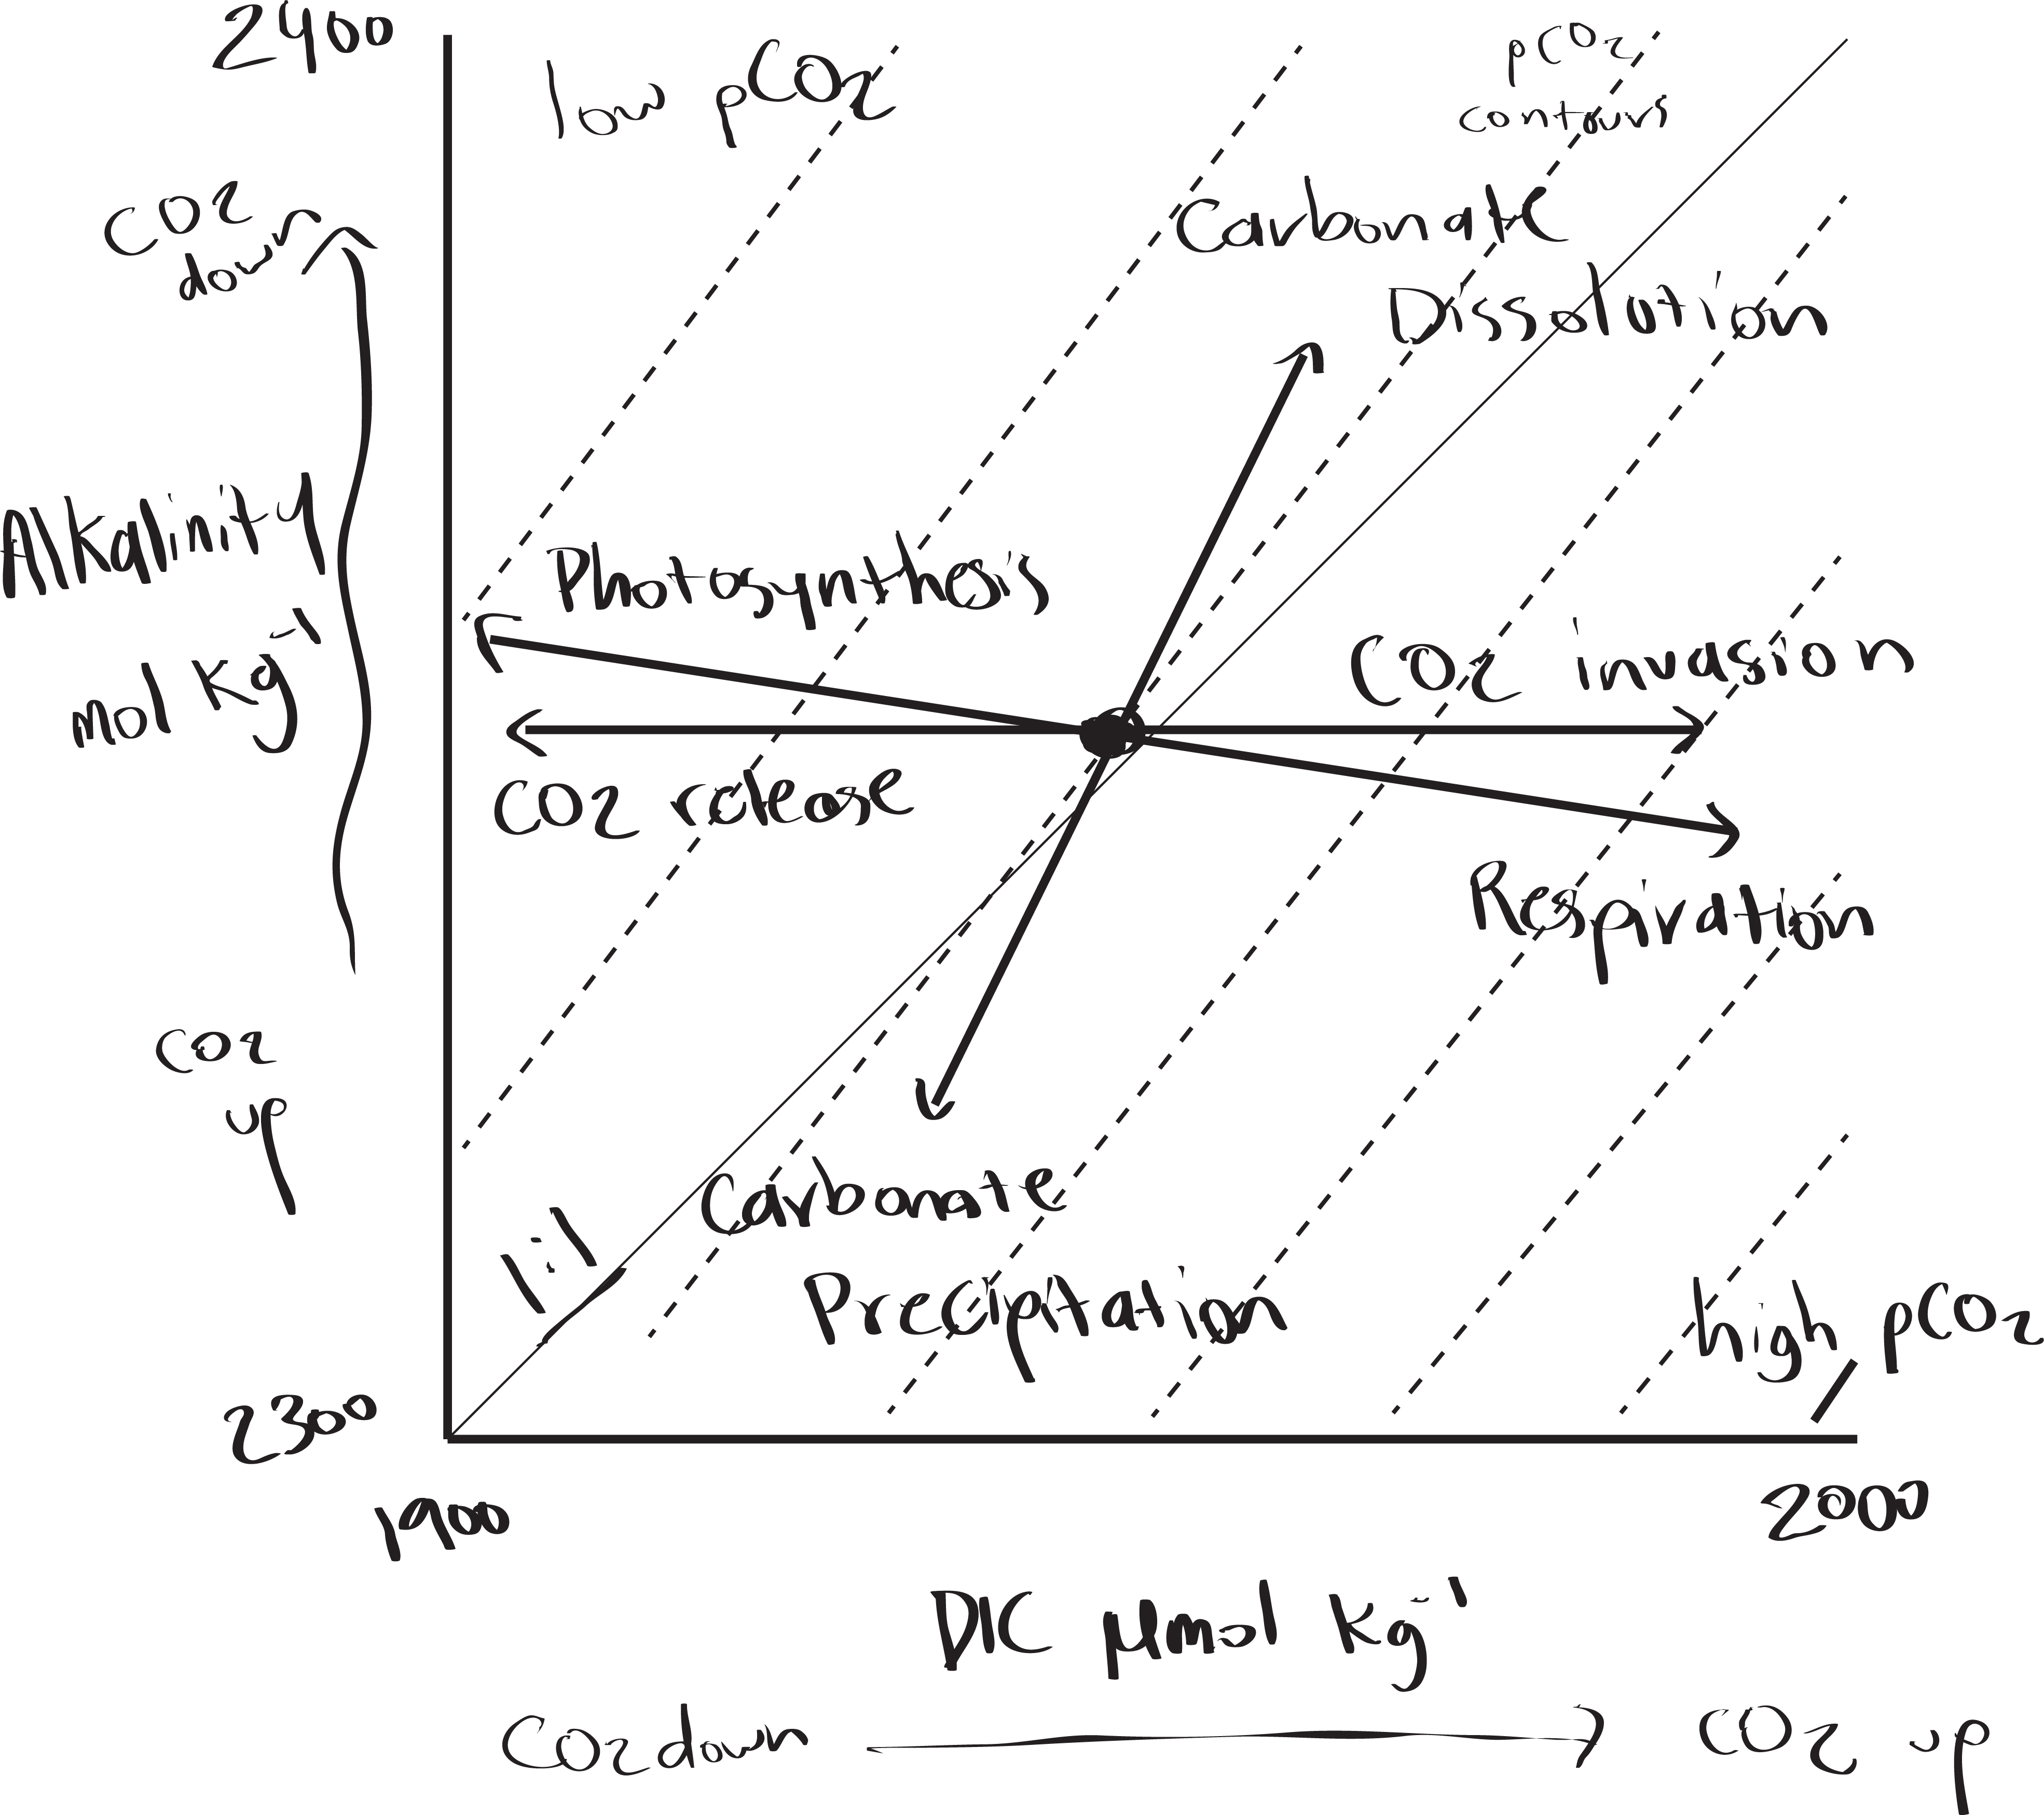 2400
low pCO2
pCO2
contours
CO2
down
Carbonate
Dissolution
Alkalinity
mol Kg-1
Photosynthesis
CO2 invasion
CO2 release
Respiration
CO2
up
1:1
Carbonate
Precipitation
high pCO2
2300
1900
2000
DIC μmol Kg-1
CO2 down
CO2 up